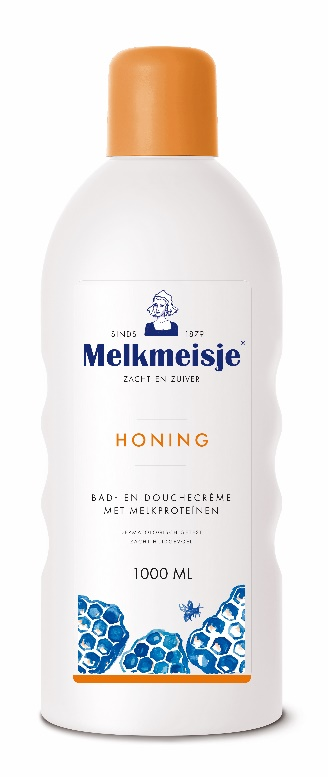 SINDS 1879
Melkmeisje
ZACHT EN ZUIVER
HONING
BAD- EN DOUCHECRÈME
MET MELKPROTEÏNEN
1000 ML